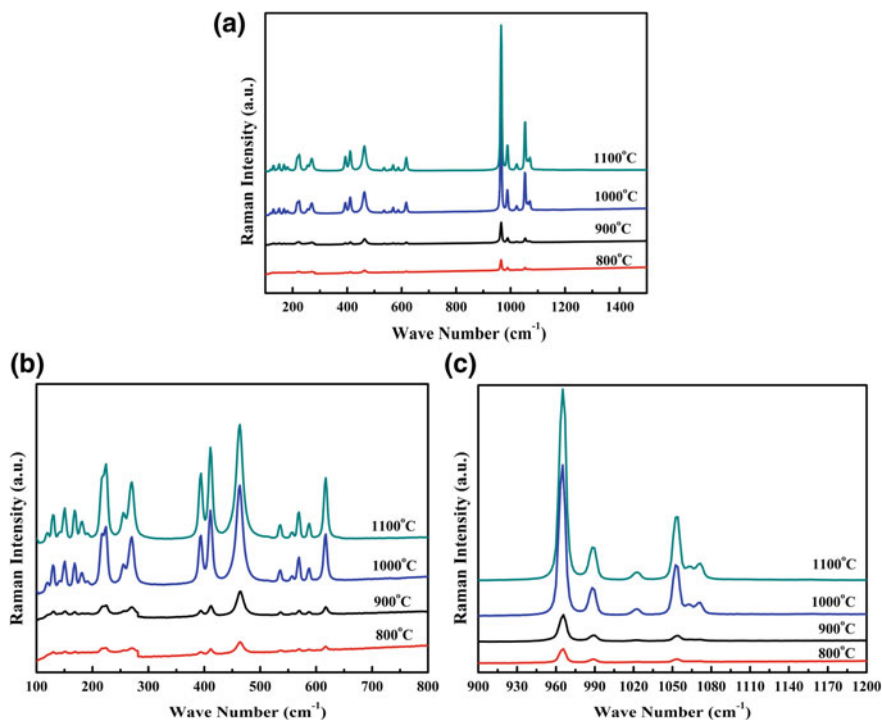 (a)
Raman Intensity (a.u.)
1100°C
1000°C
900°C
800°C
200 400 600 800 1000 1200 1400
Wave Number (cm⁻¹)
(b)
Raman Intensity (a.u.)
1100°C
1000°C
900°C
800°C
100 200 300 400 500 600 700 800
Wave Number (cm⁻¹)
(c)
Raman Intensity (a.u.)
1100°C
1000°C
900°C
800°C
900 930 960 990 1020 1050 1080 1110 1140 1170 1200
Wave Number (cm⁻¹)